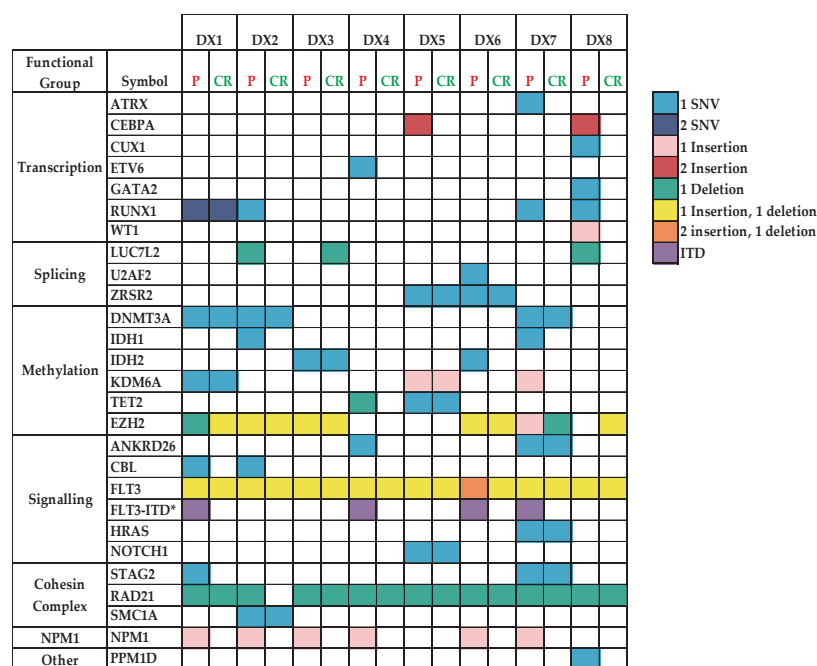 DX1 DX2 DX3 DX4 DX5 DX6 DX7 DX8
Functional
Group Symbol P CR P CR P CR P CR P CR P CR P CR P CR
ATRX
CEBPA
CUX1
Transcription ETV6
GATA2
RUNX1
WT1
LUC7L2
Splicing U2AF2
ZRSR2
DNMT3A
IDH1
IDH2
Methylation KDM6A
TET2
EZH2
ANKRD26
CBL
Signalling FLT3
FLT3-ITD*
HRAS
NOTCH1
Cohesin STAG2
Complex RAD21
SMC1A
NPM1 NPM1
Other PPM1D
1 SNV
2 SNV
1 Insertion
2 Insertion
1 Deletion
1 Insertion, 1 deletion
2 insertion, 1 deletion
ITD